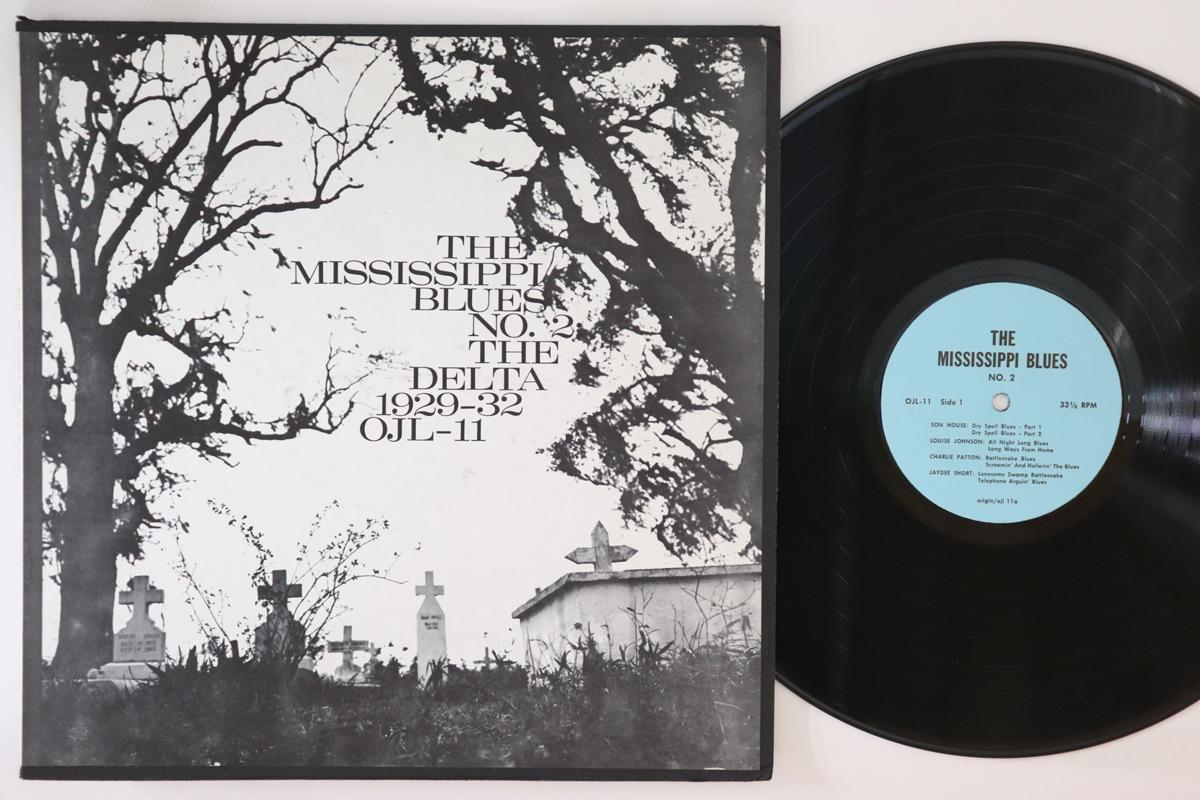 THE
MISSISSIPPI
BLUES
NO. 2
THE
DELTA
1929-32
OJL-11
THE
MISSISSIPPI BLUES
NO. 2
OJL-11 Side 1 33⅓ RPM
SON HOUSE: Dry Spell Blues - Part 1
Dry Spell Blues - Part 2
LOUISE JOHNSON: All Night Long Blues
Long Ways From Home
CHARLIE PATTON: Rattlesnake Blues
Screamin' And Hollerin' The Blues
JAYDEE SHORT: Lonesome Swamp Rattlesnake
Telephone Arguin' Blues
origin/ojl 11a